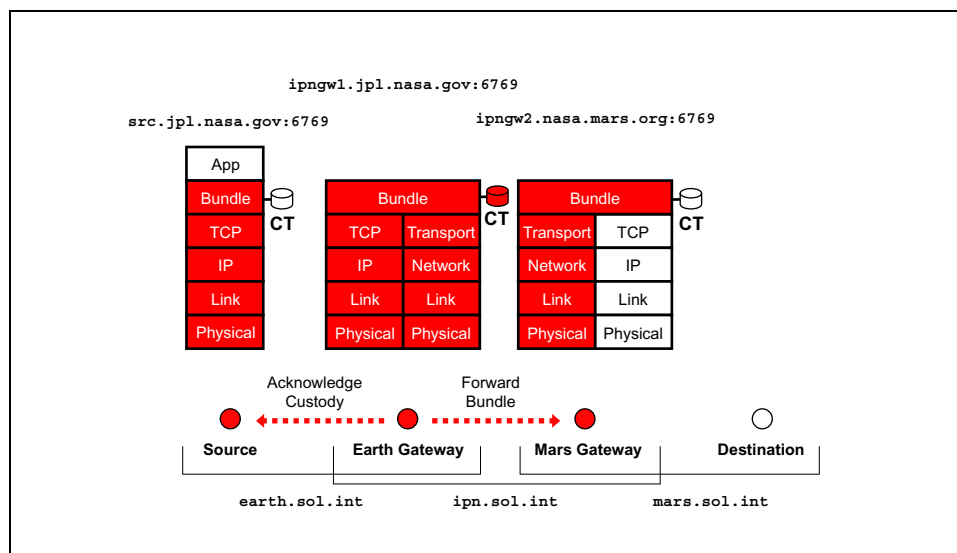 ipngw1.jpl.nasa.gov:6769
src.jpl.nasa.gov:6769
ipngw2.nasa.mars.org:6769
App
Bundle
CT
TCP
IP
Link
Physical
Bundle
CT
TCP Transport
IP Network
Link Link
Physical Physical
Bundle
CT
Transport TCP
Network IP
Link Link
Physical Physical
Acknowledge
Custody
Forward
Bundle
Source
Earth Gateway
Mars Gateway
Destination
earth.sol.int
ipn.sol.int
mars.sol.int